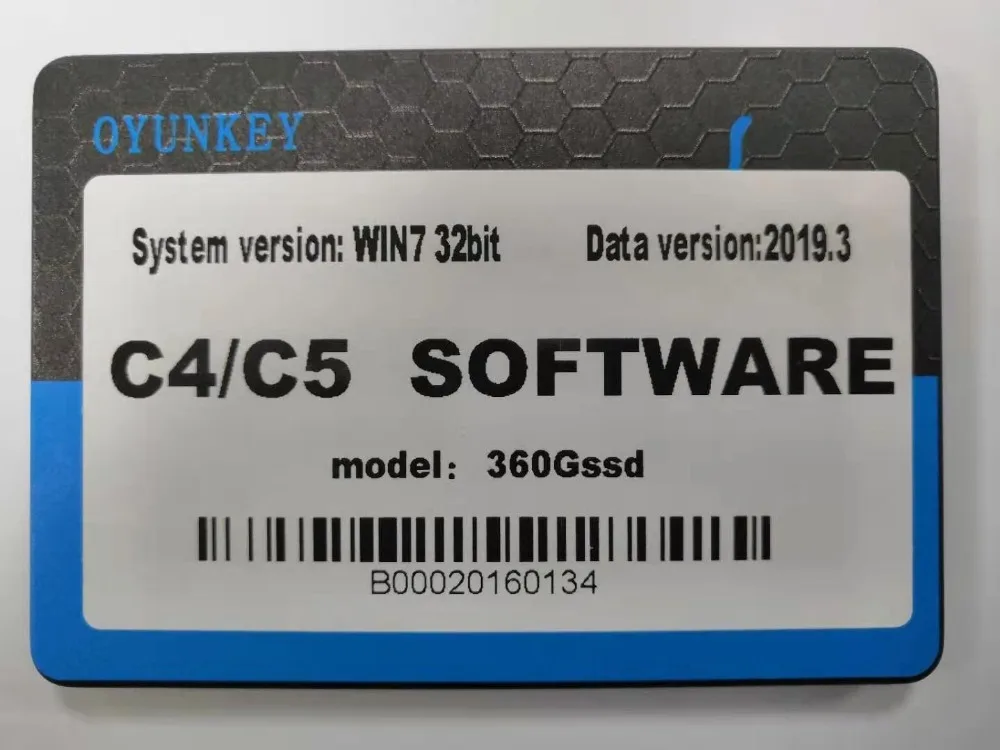 OYUNKEY
System version: WIN7 32bit Data version:2019.3
C4/C5 SOFTWARE
model： 360Gssd
B00020160134